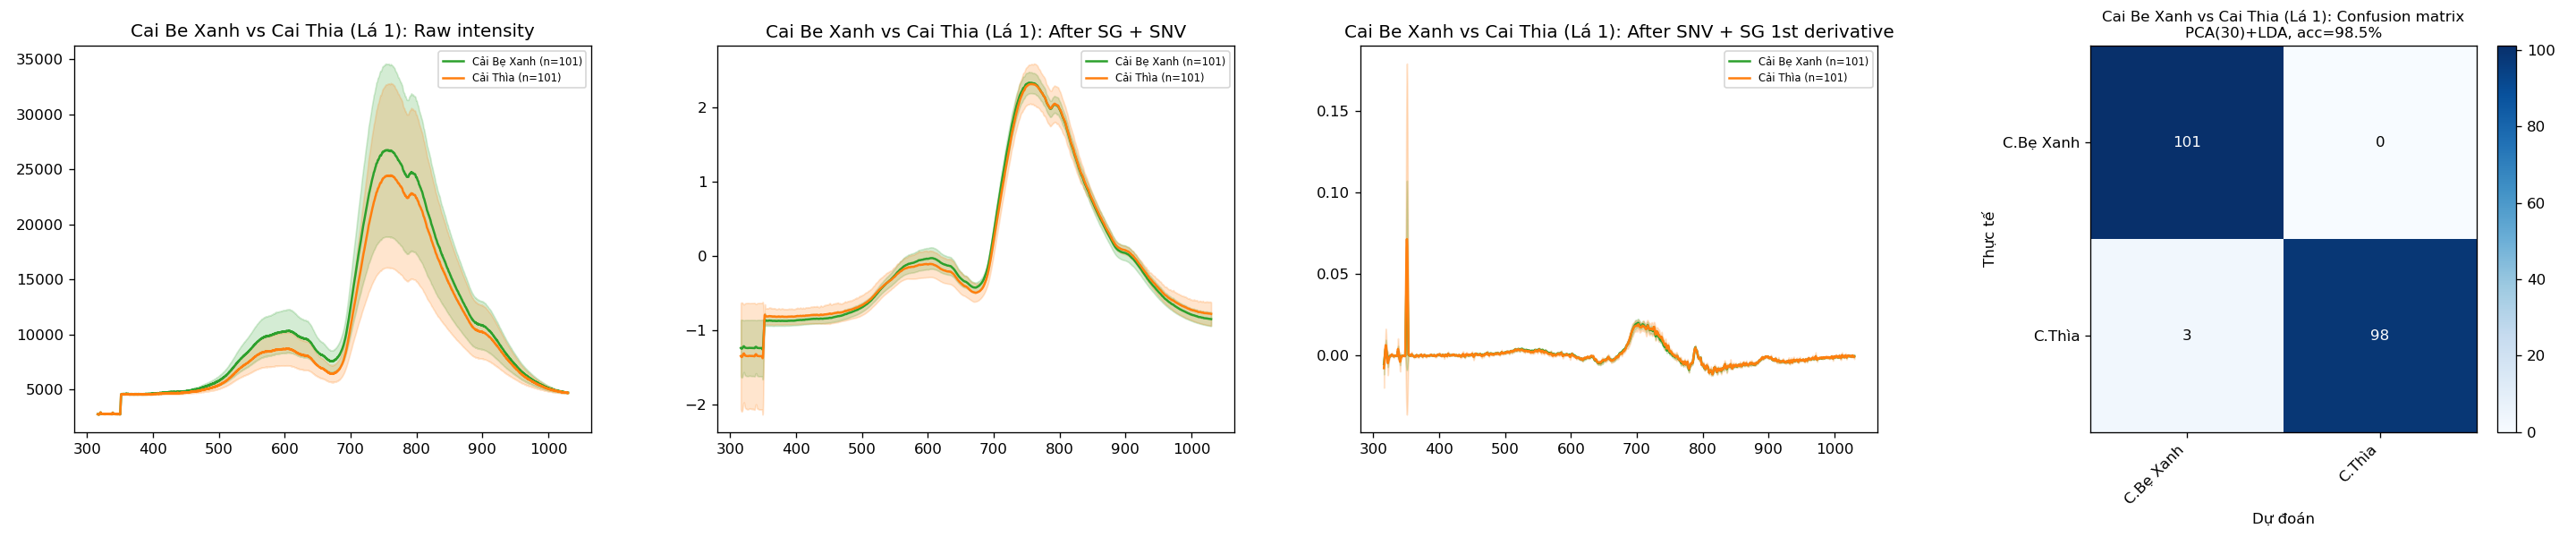 Cai Be Xanh vs Cai Thia (Lá 1): Raw intensity
35000
30000
25000
20000
15000
10000
5000
300 400 500 600 700 800 900 1000
Cải Bẹ Xanh (n=101)
Cải Thìa (n=101)
Cai Be Xanh vs Cai Thia (Lá 1): After SG + SNV
2
1
0
−1
−2
300 400 500 600 700 800 900 1000
Cải Bẹ Xanh (n=101)
Cải Thìa (n=101)
Cai Be Xanh vs Cai Thia (Lá 1): After SNV + SG 1st derivative
0.15
0.10
0.05
0.00
300 400 500 600 700 800 900 1000
Cải Bẹ Xanh (n=101)
Cải Thìa (n=101)
Cai Be Xanh vs Cai Thia (Lá 1): Confusion matrix
PCA(30)+LDA, acc=98.5%
Thực tế
C.Bẹ Xanh
C.Thìa
101 0
3 98
C.Bẹ Xanh
C.Thìa
Dự đoán
100
80
60
40
20
0